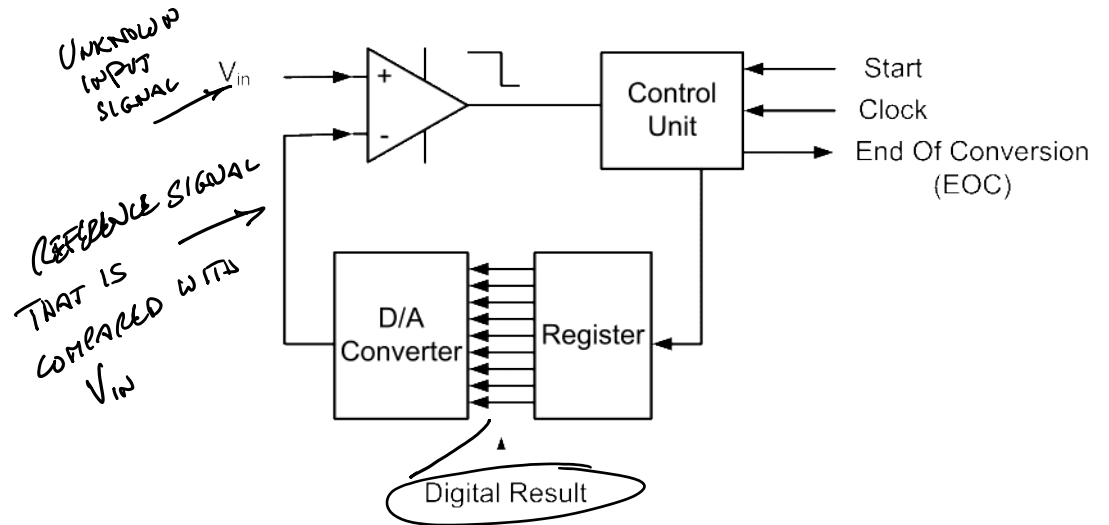 UNKNOWN
INPUT
SIGNAL
Vin
+
-
Control
Unit
Start
Clock
End Of Conversion
(EOC)
REFERENCE SIGNAL
THAT IS
COMPARED WITH
VIN
D/A
Converter
Register
Digital Result